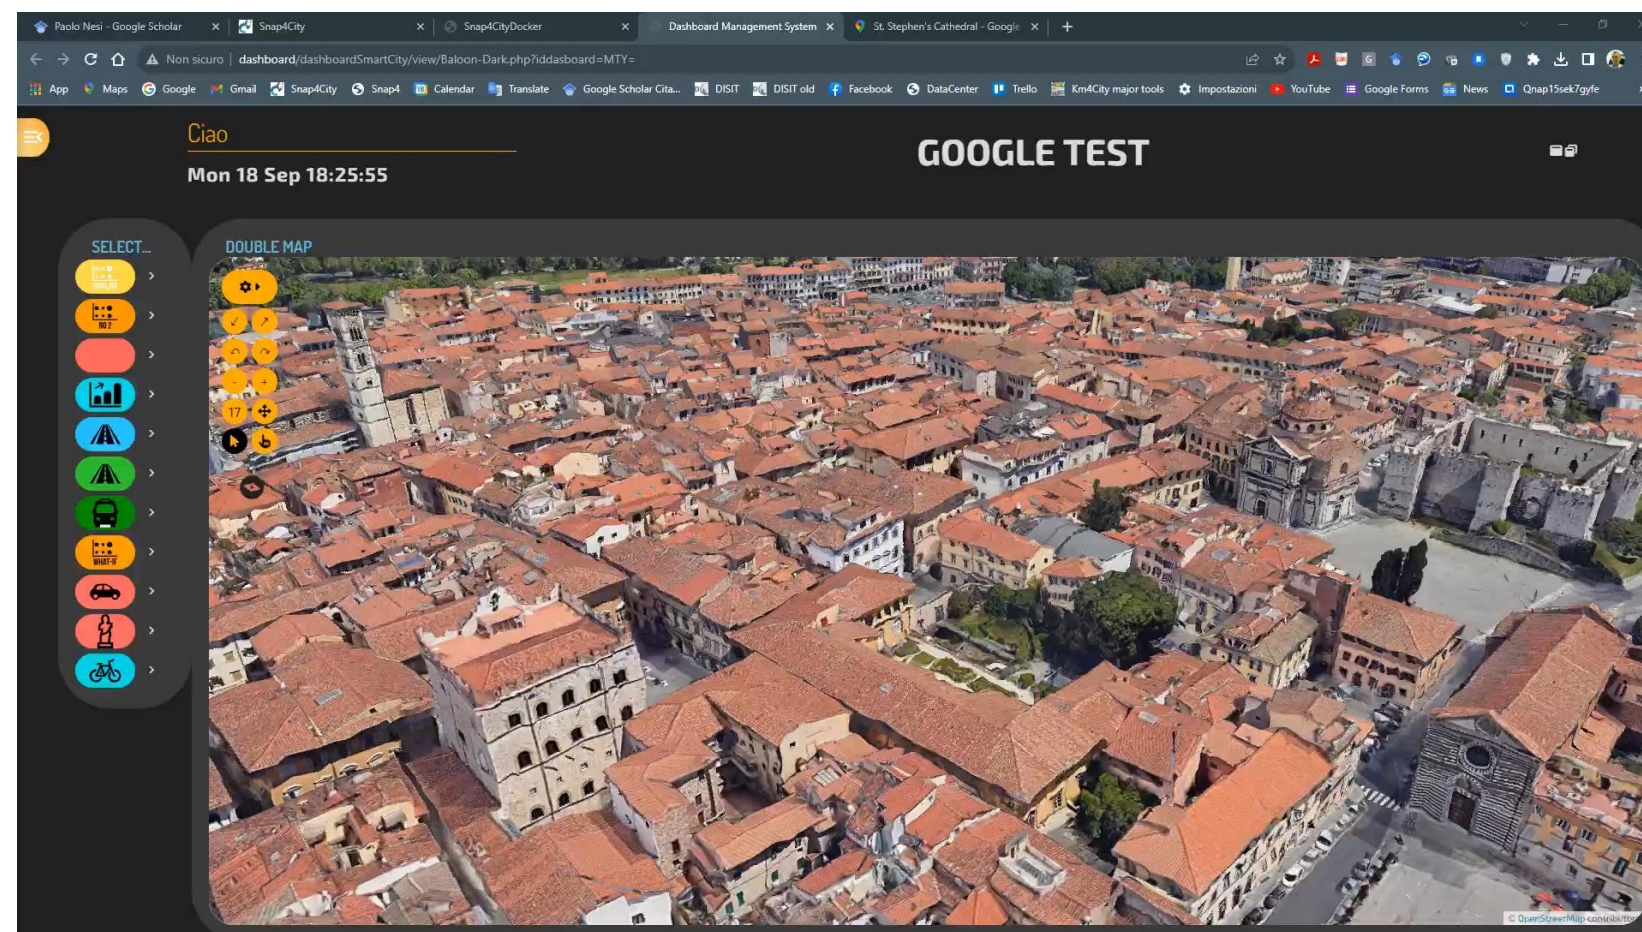 Paolo Nesi - Google Scholar
Snap4City
Snap4CityDocker
Dashboard Management System
St. Stephen's Cathedral - Google
Non sicuro
dashboard/dashboardSmartCity/view/Baloon-Dark.php?iddasboard=MTY=
App
Maps
Google
Gmail
Snap4City
Snap4
Calendar
Translate
Google Scholar Cita...
DISIT
DISIT old
Facebook
DataCenter
Trello
Km4City major tools
Impostazioni
YouTube
Google Forms
News
Qnap15sek7gyfe
Ciao
Mon 18 Sep 18:25:55
GOOGLE TEST
SELECT...
NO 2
WHAT-IF
DOUBLE MAP
-
+
17
© OpenStreetMap contributor